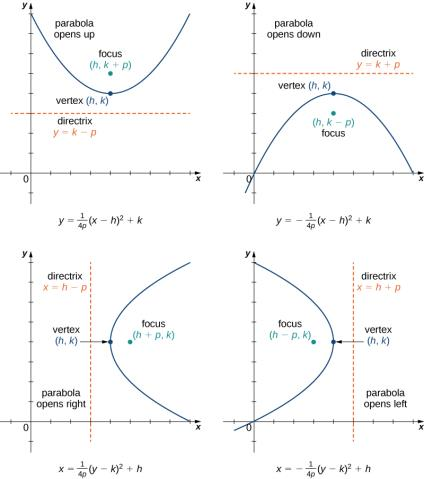 y
parabola
opens up
focus
(h, k + p)
vertex (h, k)
directrix
y = k − p
0
x
y = 1/4p (x − h)² + k
y
parabola
opens down
directrix
y = k + p
vertex (h, k)
(h, k − p)
focus
0
x
y = − 1/4p (x − h)² + k
y
directrix
x = h − p
vertex
(h, k)
focus
(h + p, k)
parabola
opens right
0
x
x = 1/4p (y − k)² + h
y
directrix
x = h + p
focus
(h − p, k)
vertex
(h, k)
parabola
opens left
0
x
x = − 1/4p (y − k)² + h